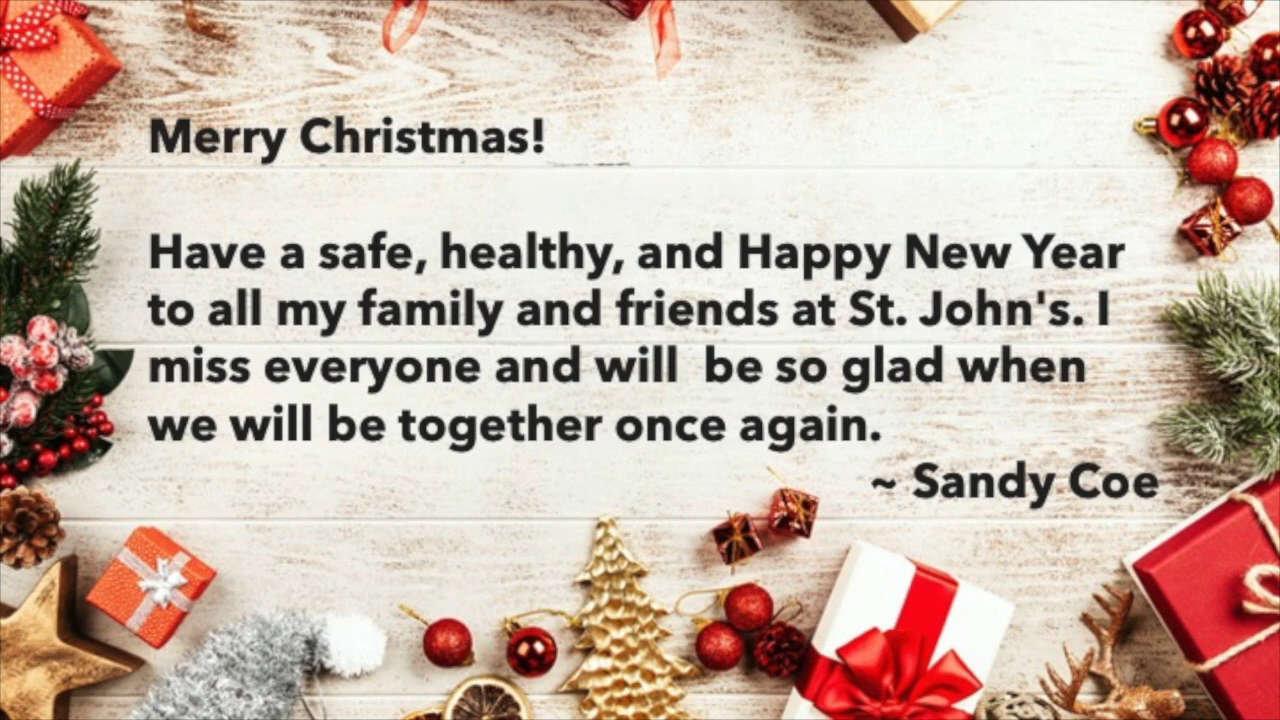 Merry Christmas!
Have a safe, healthy, and Happy New Year
to all my family and friends at St. John's. I
miss everyone and will  be so glad when
we will be together once again.
~ Sandy Coe